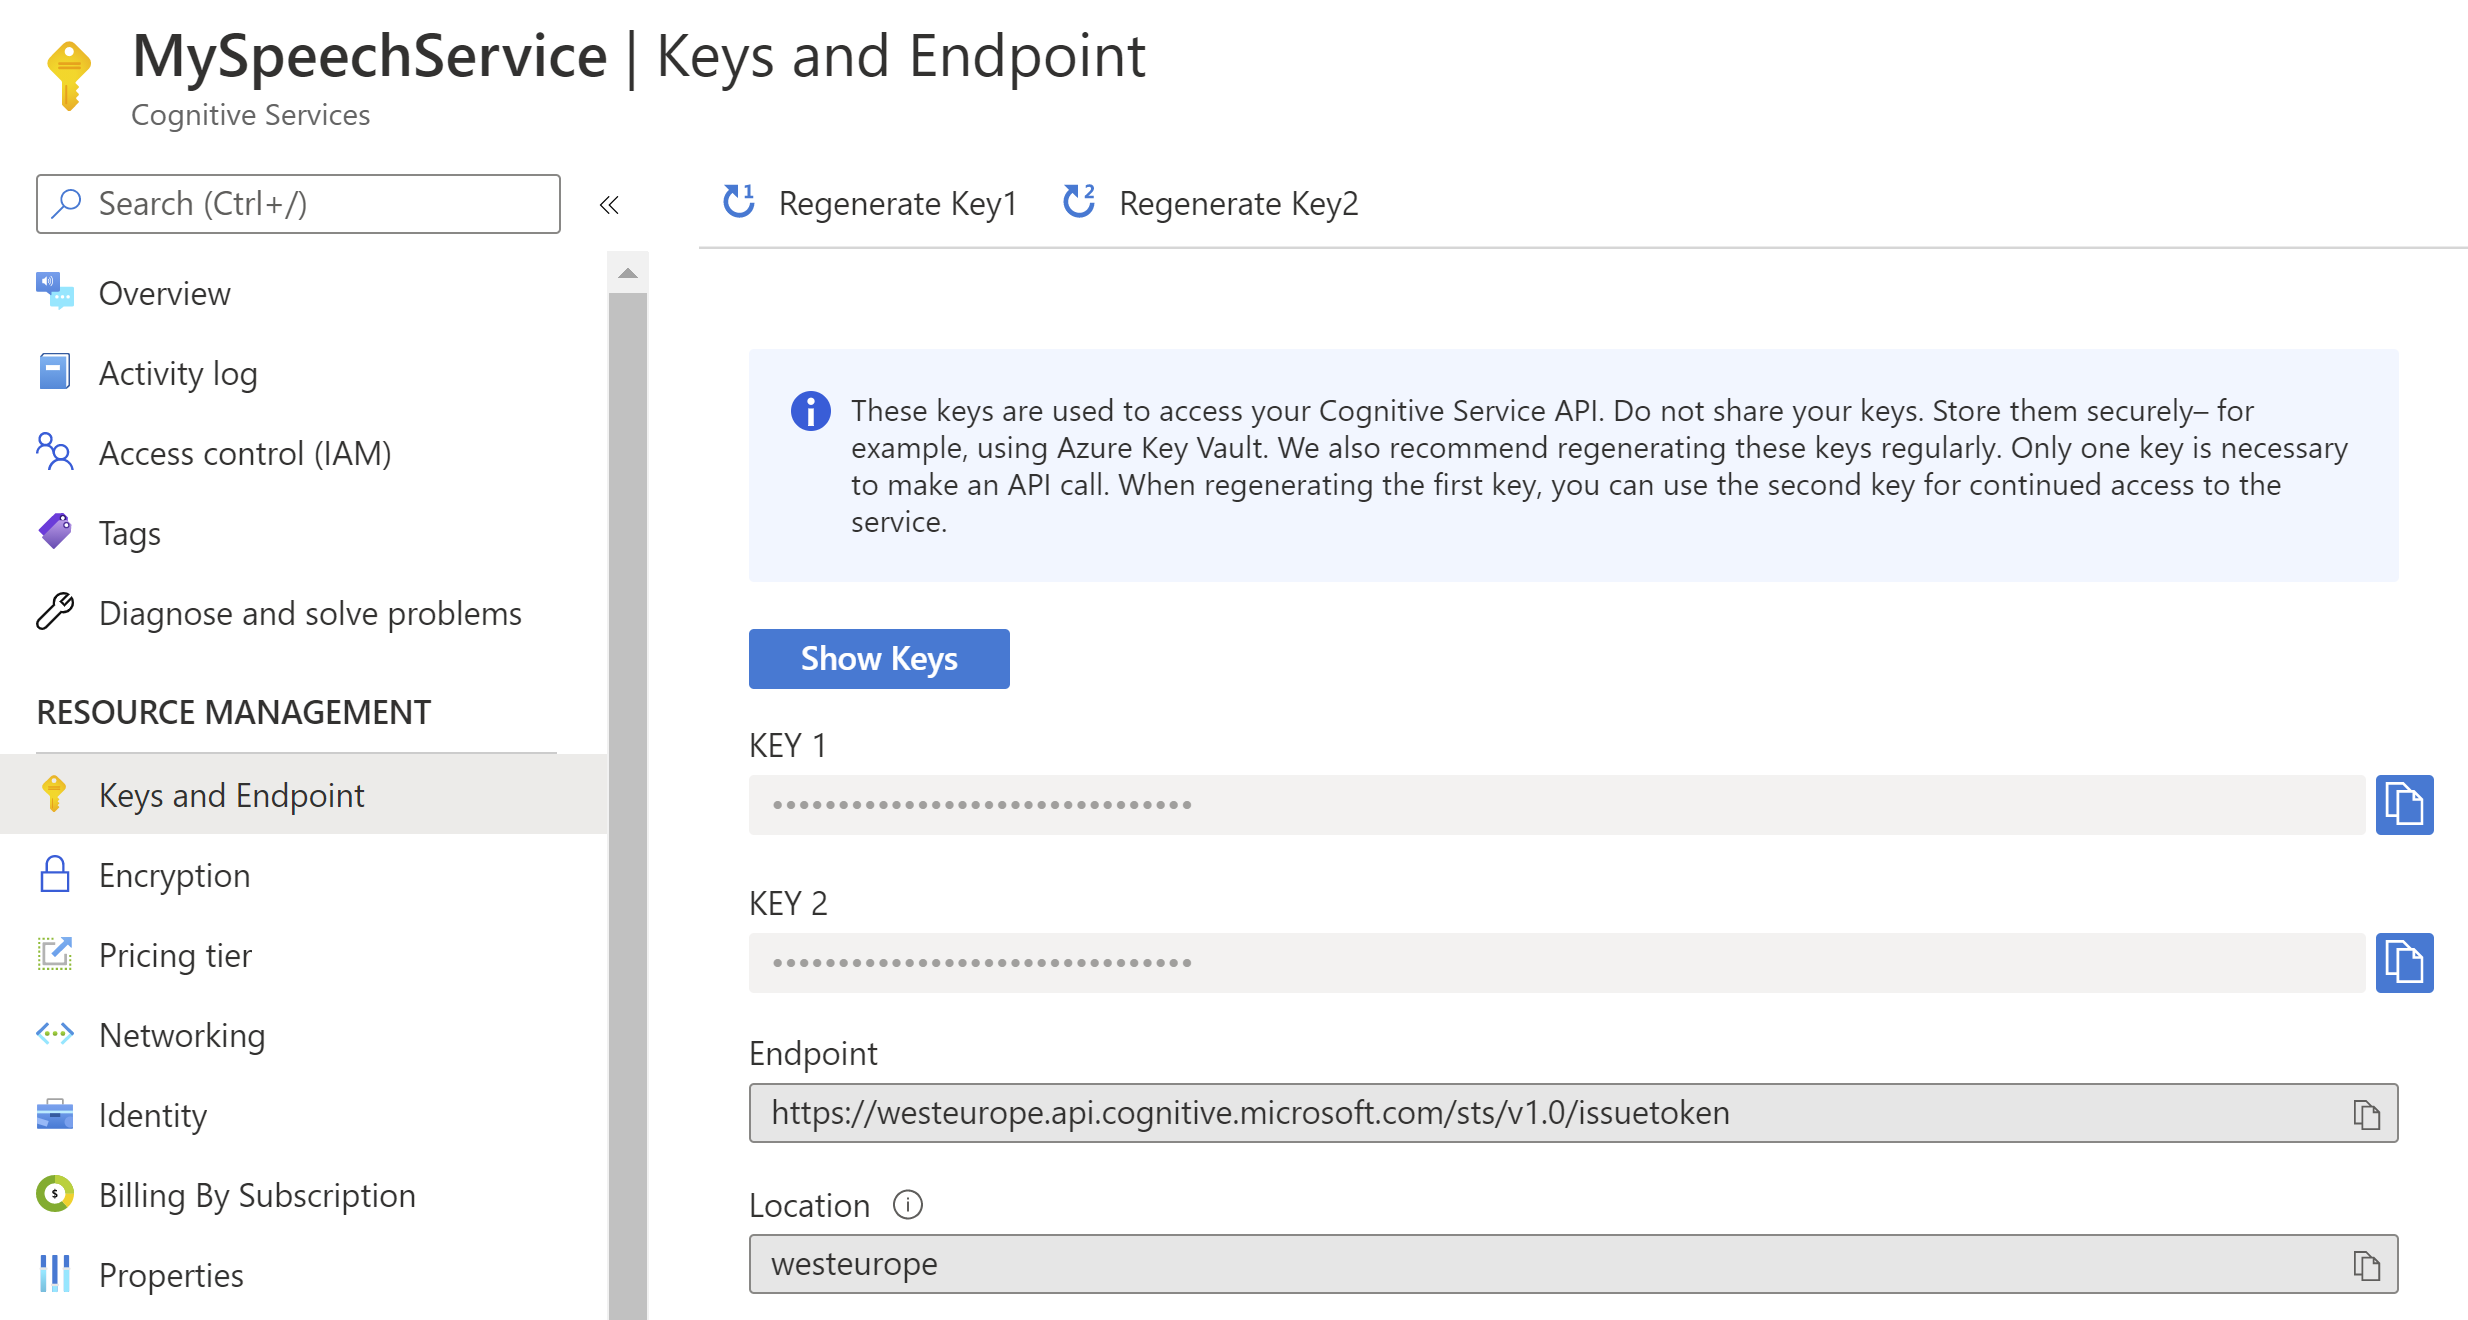 MySpeechService | Keys and Endpoint
Cognitive Services
Search (Ctrl+/)
«
Overview
Activity log
Access control (IAM)
Tags
Diagnose and solve problems
RESOURCE MANAGEMENT
Keys and Endpoint
Encryption
Pricing tier
Networking
Identity
Billing By Subscription
Properties
1 Regenerate Key1 2 Regenerate Key2
These keys are used to access your Cognitive Service API. Do not share your keys. Store them securely– for
example, using Azure Key Vault. We also recommend regenerating these keys regularly. Only one key is necessary
to make an API call. When regenerating the first key, you can use the second key for continued access to the
service.
Show Keys
KEY 1
••••••••••••••••••••••••••••••••
KEY 2
••••••••••••••••••••••••••••••••
Endpoint
https://westeurope.api.cognitive.microsoft.com/sts/v1.0/issuetoken
Location
westeurope